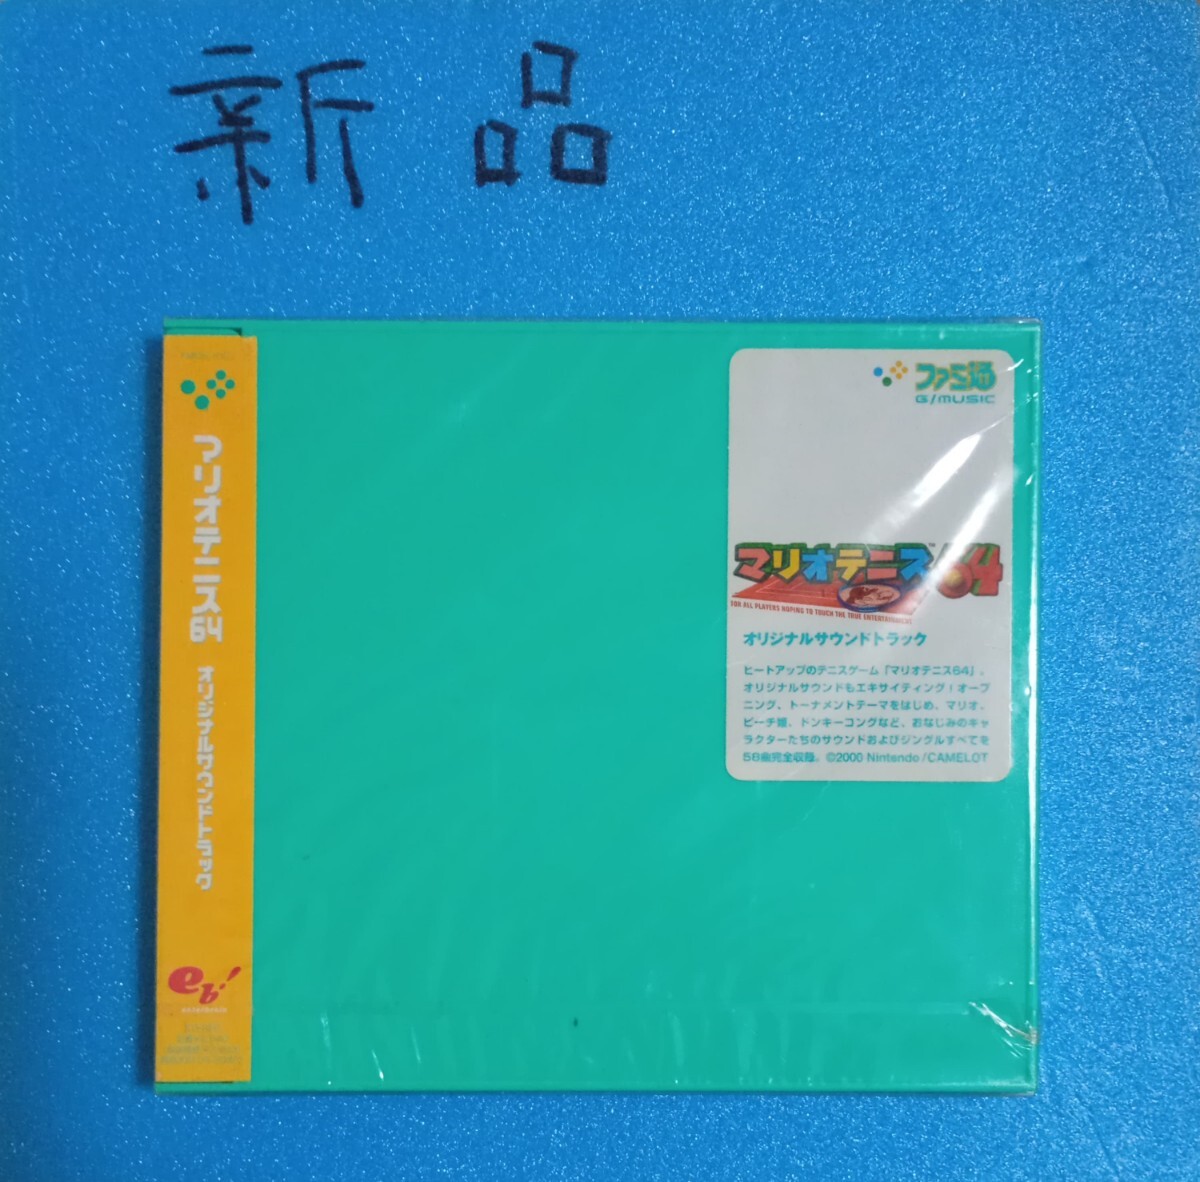 新品
マリオテニス64 オリジナルサウンドトラック
eb!
ファミ通
G/MUSIC
マリオテニス64
FOR ALL PLAYERS HOPING TO TOUCH THE TRUE ENTERTAINMENT
オリジナルサウンドトラック
ヒートアップのテニスゲーム「マリオテニス64」。
オリジナルサウンドもエキサイティング！オープ
ニング、トーナメントテーマをはじめ、マリオ、
ピーチ姫、ドンキーコングなど、おなじみのキャ
ラクターたちのサウンドおよびジングルすべてを
58曲完全収録。©2000 Nintendo/CAMELOT